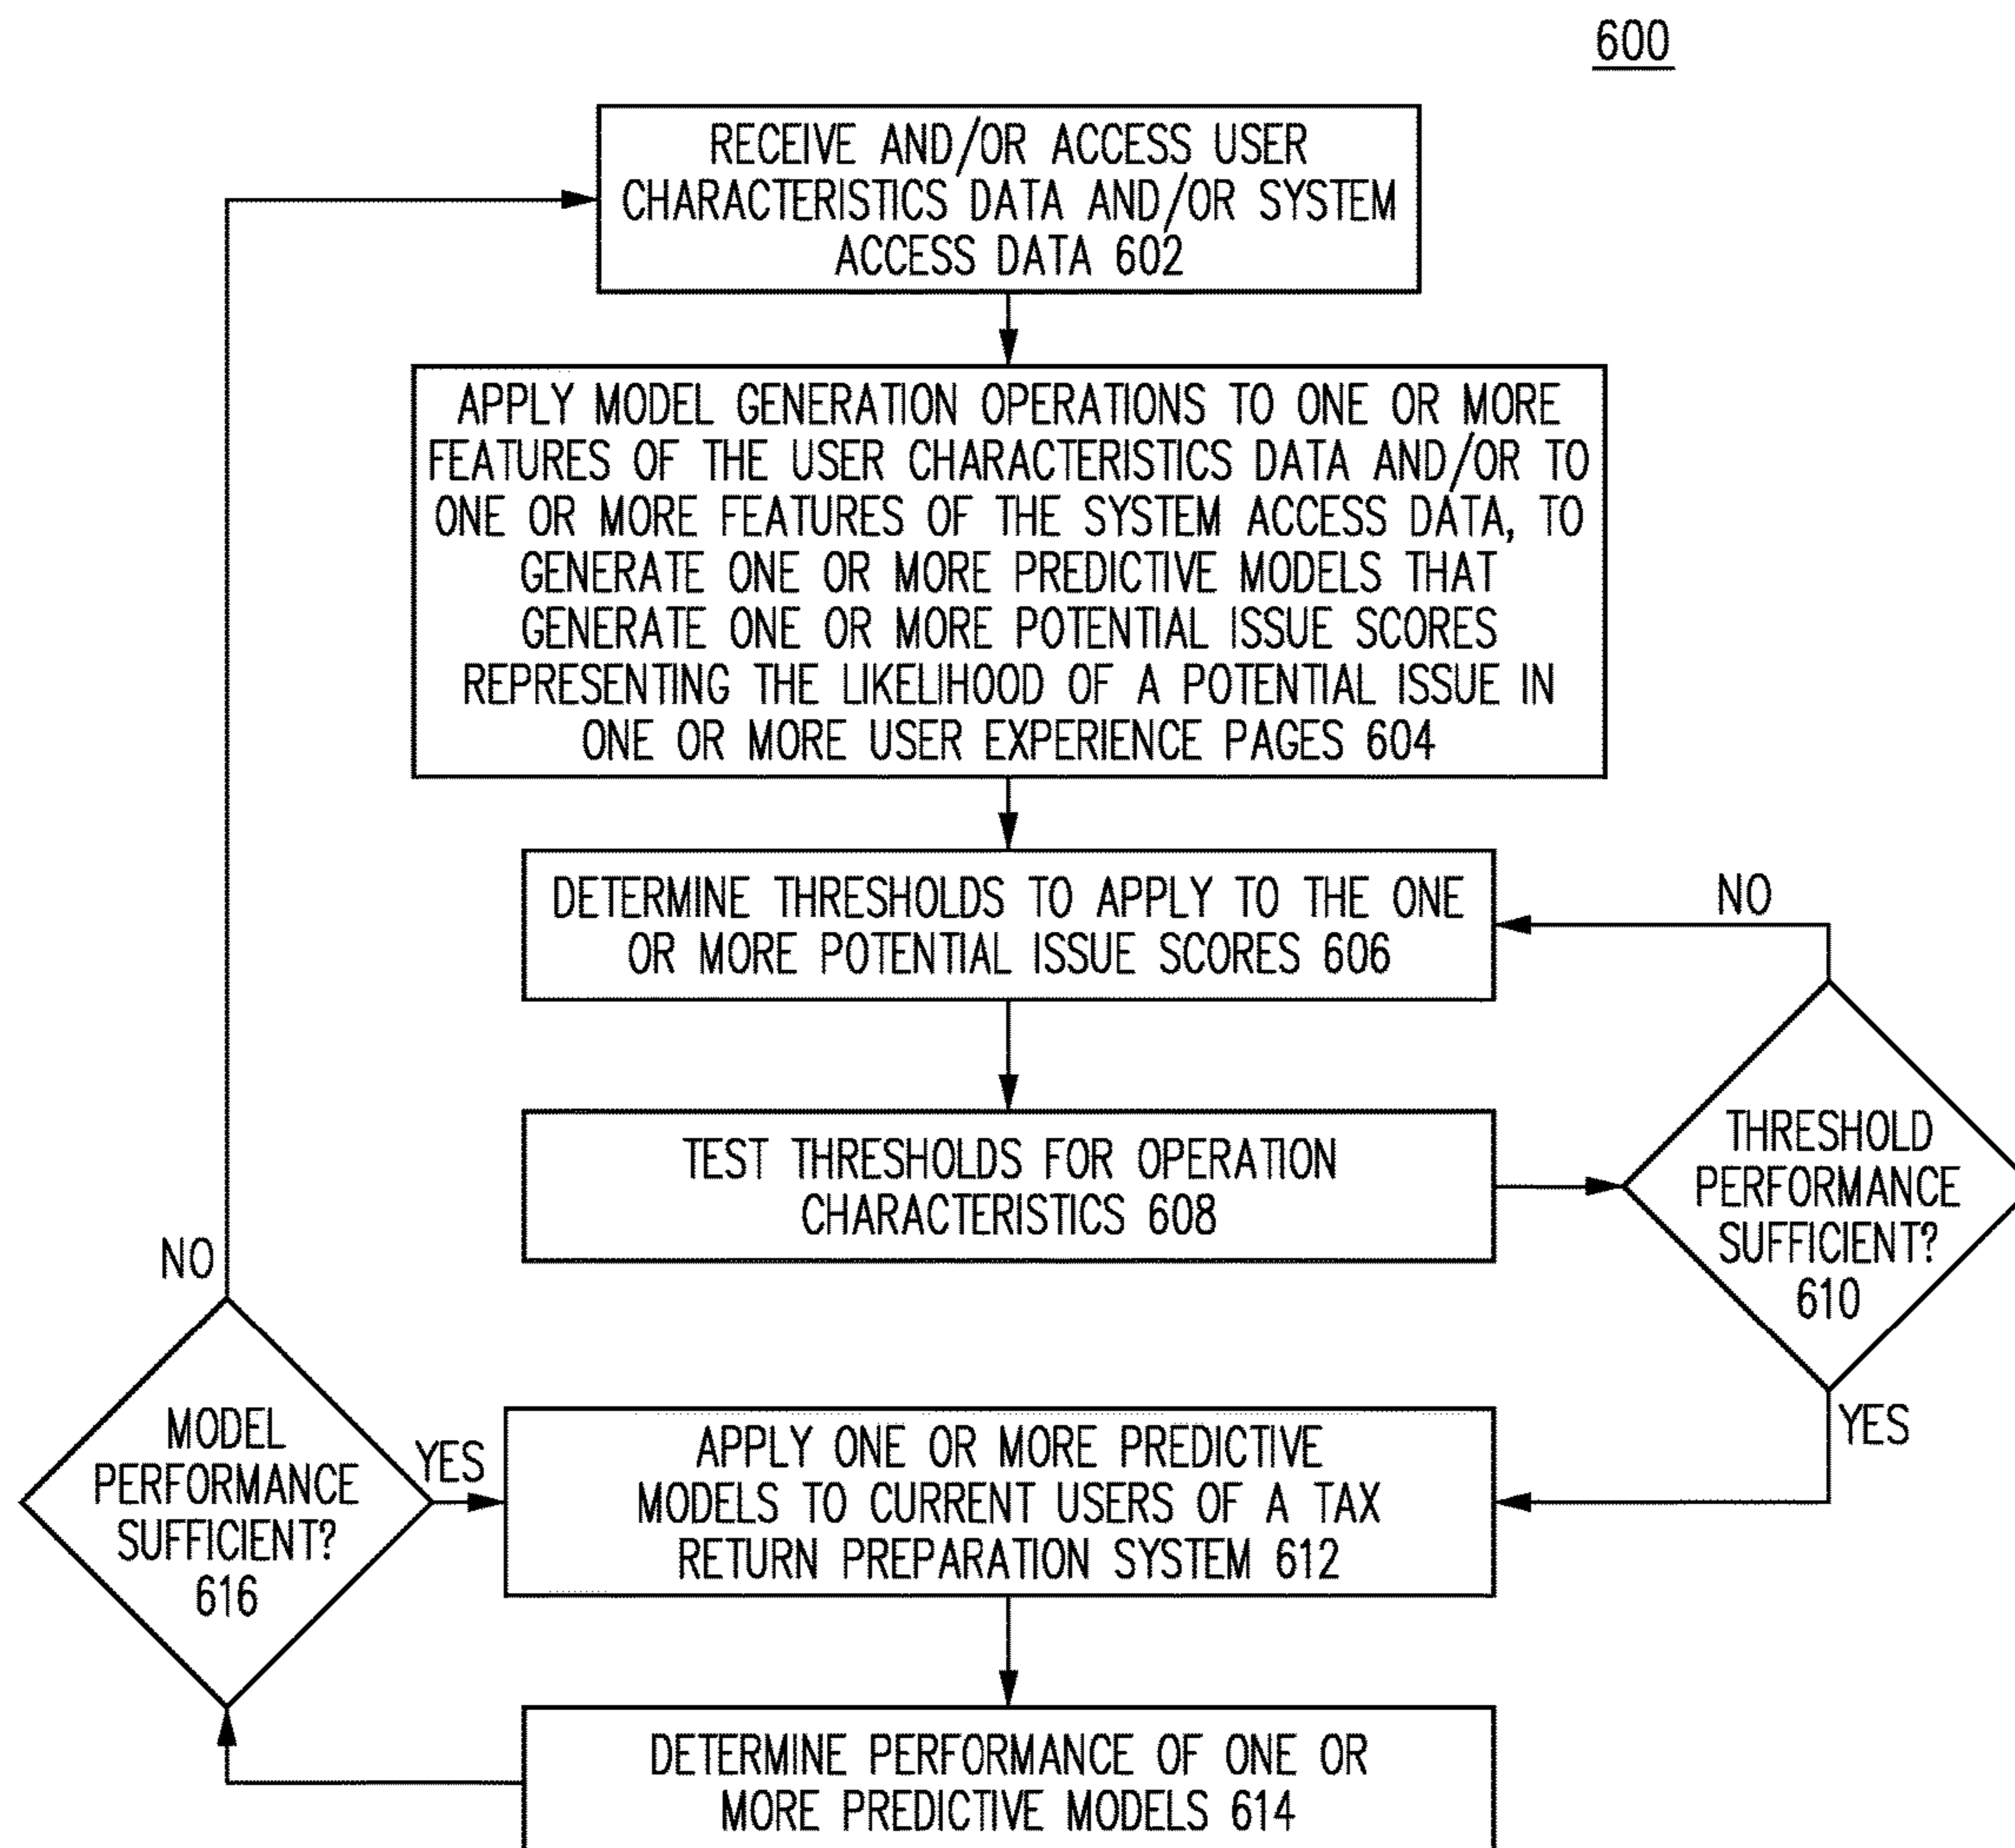 600
RECEIVE AND/OR ACCESS USER
CHARACTERISTICS DATA AND/OR SYSTEM
ACCESS DATA 602
APPLY MODEL GENERATION OPERATIONS TO ONE OR MORE
FEATURES OF THE USER CHARACTERISTICS DATA AND/OR TO
ONE OR MORE FEATURES OF THE SYSTEM ACCESS DATA, TO
GENERATE ONE OR MORE PREDICTIVE MODELS THAT
GENERATE ONE OR MORE POTENTIAL ISSUE SCORES
REPRESENTING THE LIKELIHOOD OF A POTENTIAL ISSUE IN
ONE OR MORE USER EXPERIENCE PAGES 604
DETERMINE THRESHOLDS TO APPLY TO THE ONE
OR MORE POTENTIAL ISSUE SCORES 606
NO
TEST THRESHOLDS FOR OPERATION
CHARACTERISTICS 608
THRESHOLD
PERFORMANCE
SUFFICIENT?
610
YES
NO
MODEL
PERFORMANCE
SUFFICIENT?
616
YES
APPLY ONE OR MORE PREDICTIVE
MODELS TO CURRENT USERS OF A TAX
RETURN PREPARATION SYSTEM 612
DETERMINE PERFORMANCE OF ONE OR
MORE PREDICTIVE MODELS 614